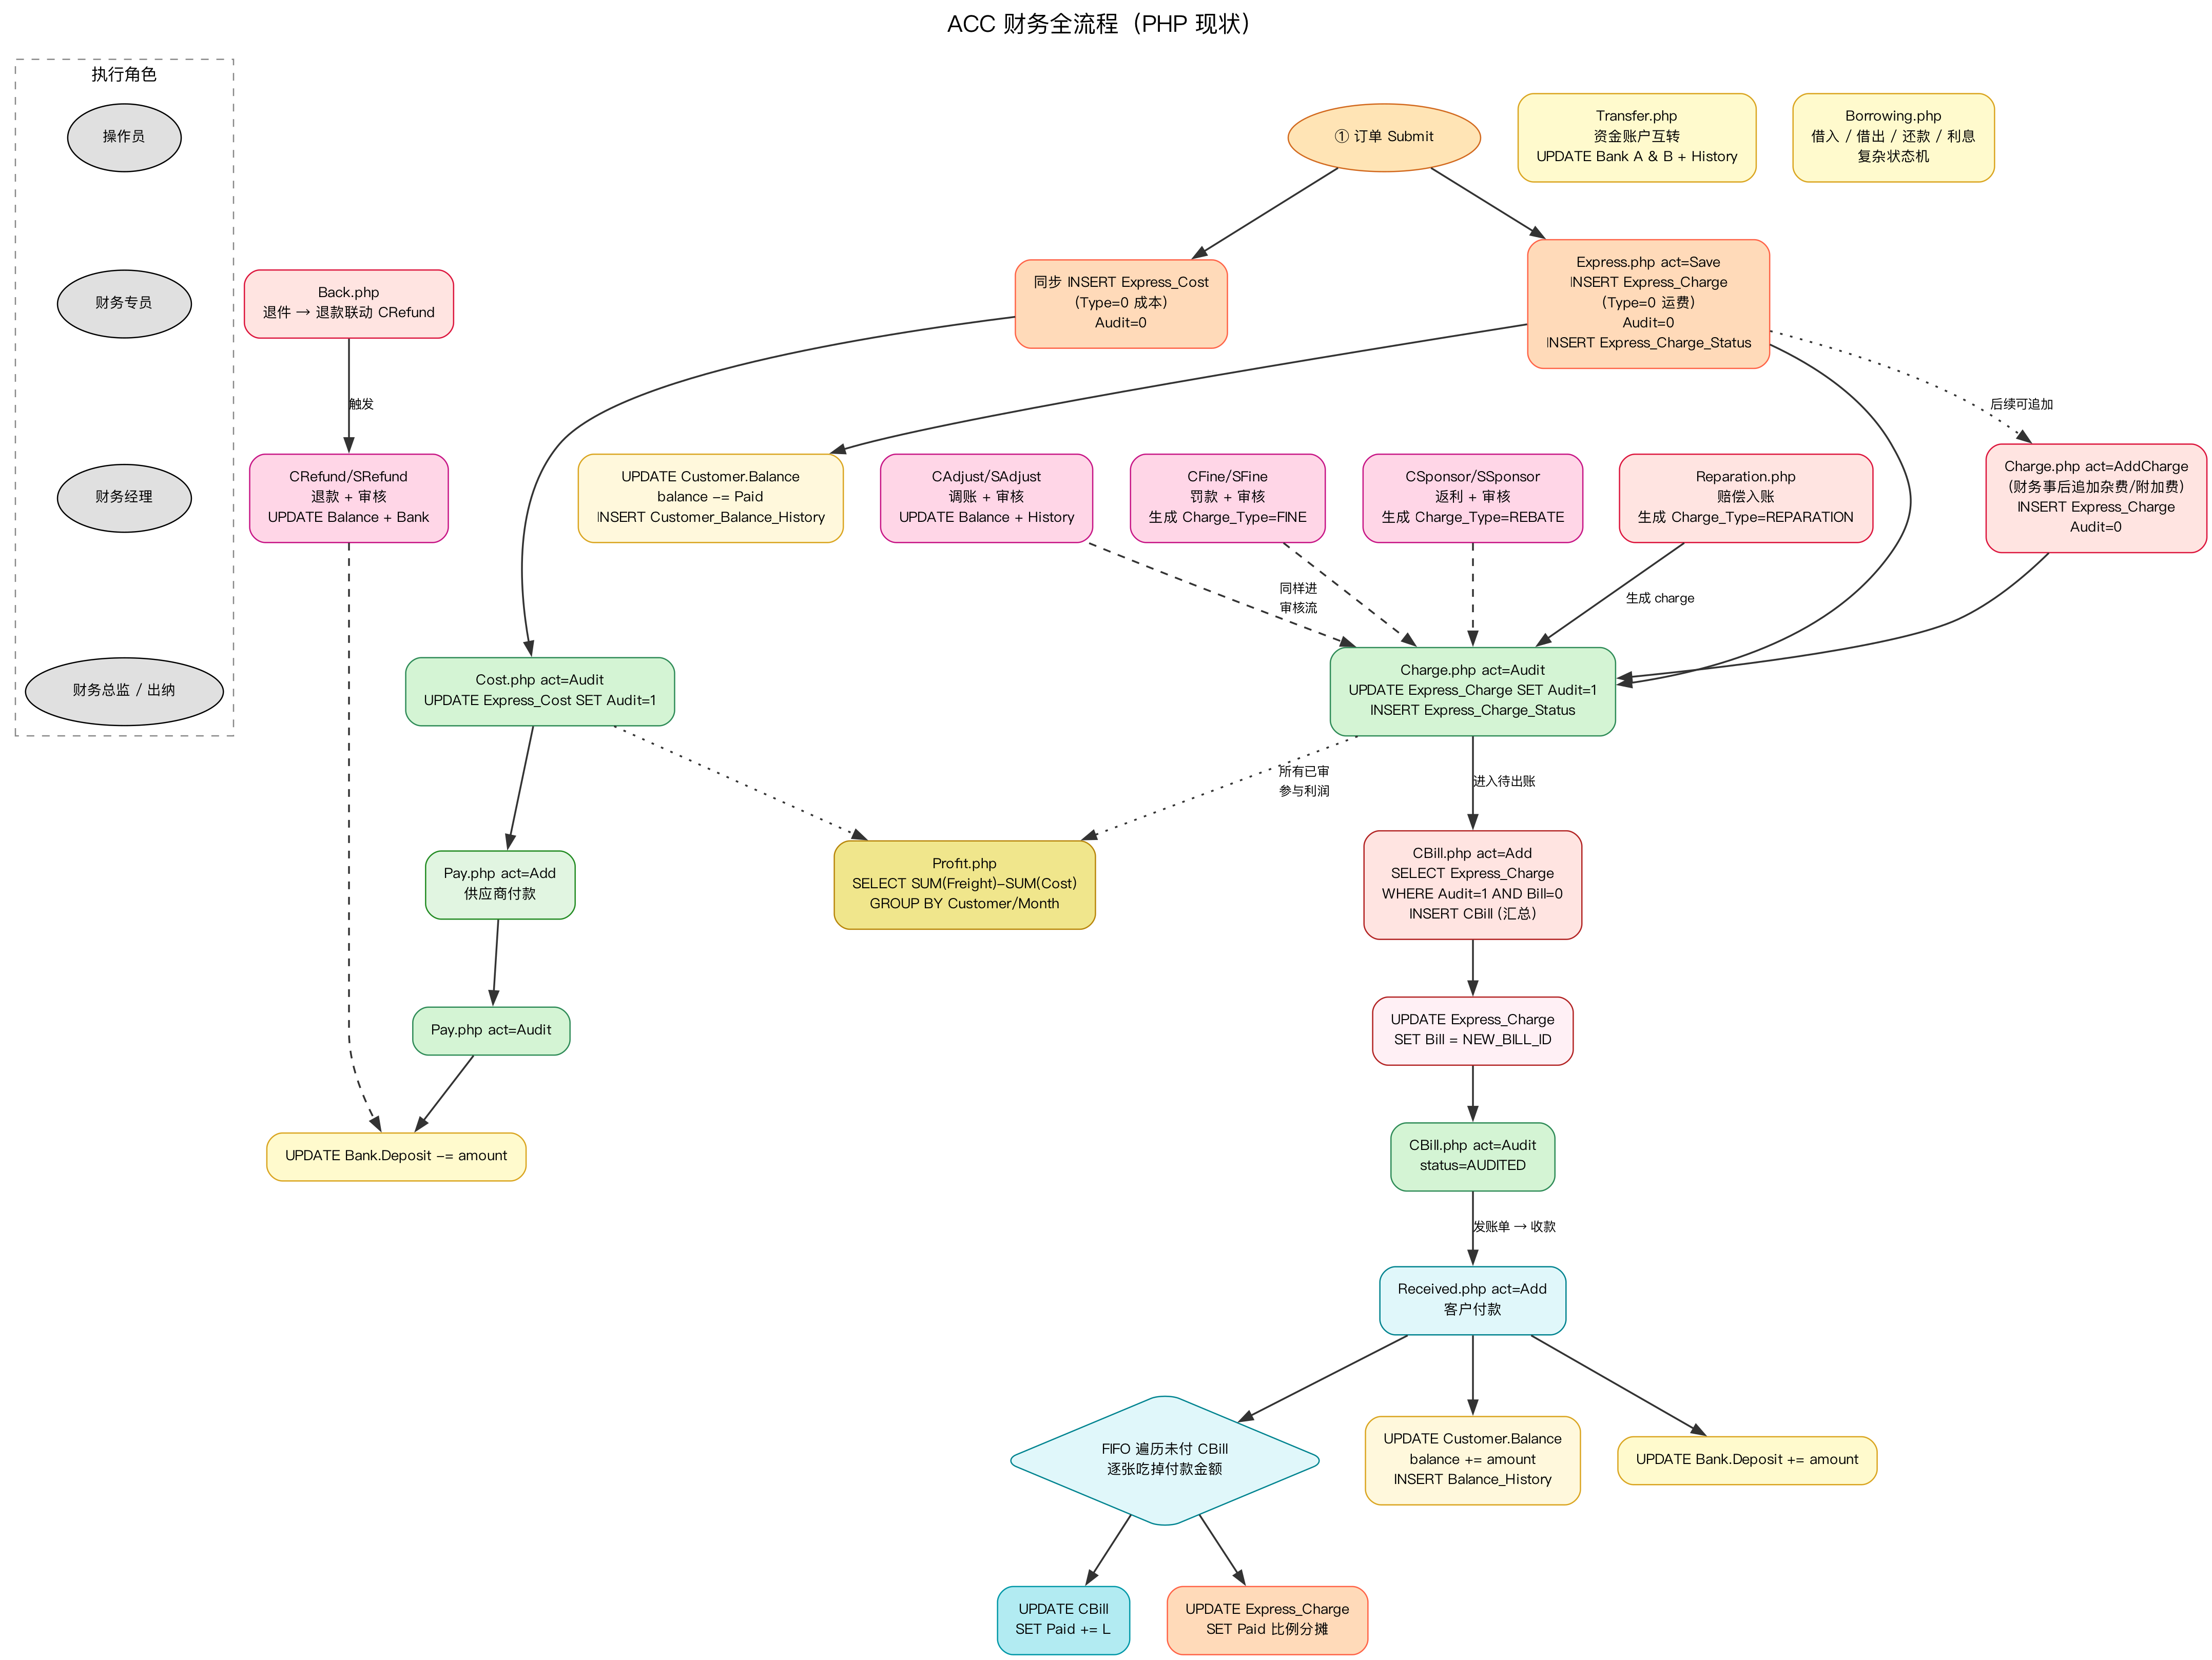 ACC 财务全流程（PHP 现状）
执行角色
操作员
财务专员
财务经理
财务总监 / 出纳
① 订单 Submit
Transfer.php
资金账户互转
UPDATE Bank A & B + History
Borrowing.php
借入 / 借出 / 还款 / 利息
复杂状态机
Back.php
退件 → 退款联动 CRefund
同步 INSERT Express_Cost
(Type=0 成本)
Audit=0
Express.php act=Save
INSERT Express_Charge
(Type=0 运费)
Audit=0
INSERT Express_Charge_Status
触发
后续可追加
CRefund/SRefund
退款 + 审核
UPDATE Balance + Bank
UPDATE Customer.Balance
balance -= Paid
INSERT Customer_Balance_History
CAdjust/SAdjust
调账 + 审核
UPDATE Balance + History
CFine/SFine
罚款 + 审核
生成 Charge_Type=FINE
CSponsor/SSponsor
返利 + 审核
生成 Charge_Type=REBATE
Reparation.php
赔偿入账
生成 Charge_Type=REPARATION
Charge.php act=AddCharge
(财务事后追加杂费/附加费)
INSERT Express_Charge
Audit=0
同样进
审核流
生成 charge
Cost.php act=Audit
UPDATE Express_Cost SET Audit=1
Charge.php act=Audit
UPDATE Express_Charge SET Audit=1
INSERT Express_Charge_Status
所有已审
参与利润
进入待出账
Pay.php act=Add
供应商付款
Profit.php
SELECT SUM(Freight)-SUM(Cost)
GROUP BY Customer/Month
CBill.php act=Add
SELECT Express_Charge
WHERE Audit=1 AND Bill=0
INSERT CBill (汇总)
Pay.php act=Audit
UPDATE Express_Charge
SET Bill = NEW_BILL_ID
UPDATE Bank.Deposit -= amount
CBill.php act=Audit
status=AUDITED
发账单 → 收款
Received.php act=Add
客户付款
FIFO 遍历未付 CBill
逐张吃掉付款金额
UPDATE Customer.Balance
balance += amount
INSERT Balance_History
UPDATE Bank.Deposit += amount
UPDATE CBill
SET Paid += L
UPDATE Express_Charge
SET Paid 比例分摊